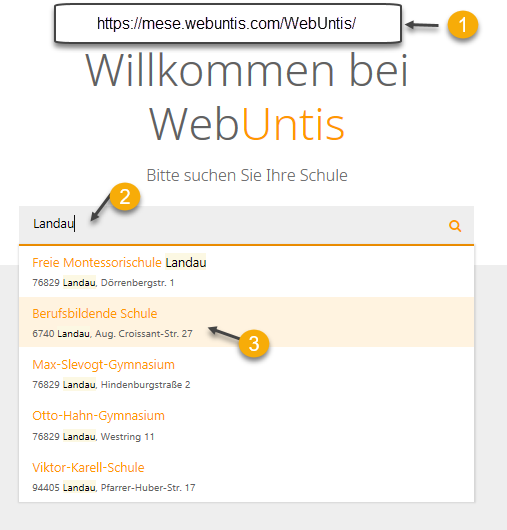 https://mese.webuntis.com/WebUntis/
1
Willkommen bei
WebUntis
Bitte suchen Sie Ihre Schule
2
Landau
Freie Montessorischule Landau
76829 Landau, Dörrenbergstr. 1
Berufsbildende Schule
6740 Landau, Aug. Croissant-Str. 27
3
Max-Slevogt-Gymnasium
76829 Landau, Hindenburgstraße 2
Otto-Hahn-Gymnasium
76829 Landau, Westring 11
Viktor-Karell-Schule
94405 Landau, Pfarrer-Huber-Str. 17